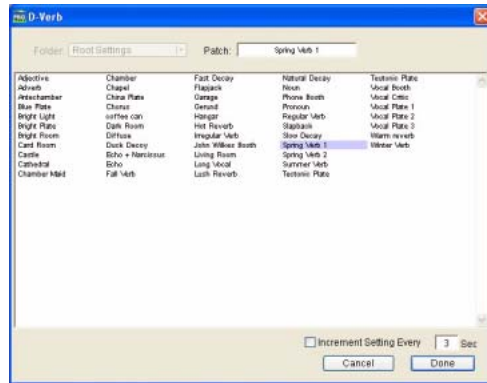 D-Verb
Folder: Root Settings
Patch: Spring Verb 1
Adjective Chamber Fast Decay Natural Decay Tectonic Plate
Adverb Chapel Flapjack Noun Vocal Booth
Antechamber China Plate Garage Phone Booth Vocal Critic
Blue Plate Chorus Gerund Pronoun Vocal Plate 1
Bright Light coffee can Hangar Regular Verb Vocal Plate 2
Bright Plate Dark Room Hot Reverb Slapback Vocal Plate 3
Bright Room Diffuse Irregular Verb Slow Decay Warm reverb
Card Room Duck Decoy John Wilkes Booth Spring Verb 1 Winter Verb
Castle Echo + Narcissus Living Room Spring Verb 2
Cathedral Echo Long Vocal Summer Verb
Chamber Maid Fall Verb Lush Reverb Tectonic Plate
Increment Setting Every 3 Sec
Cancel Done